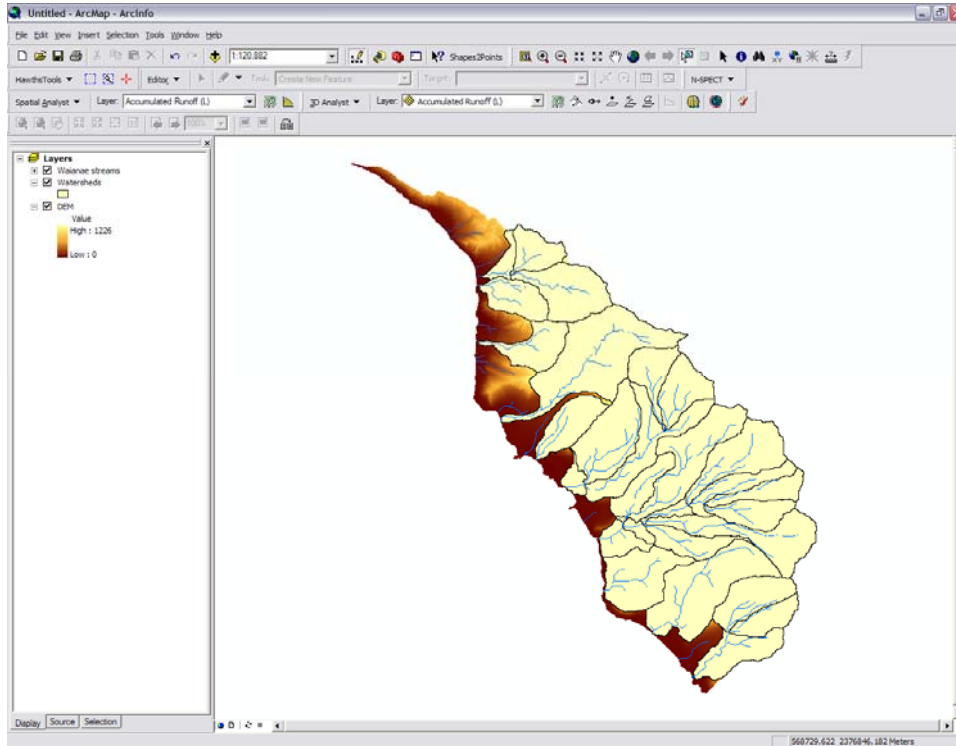 Untitled - ArcMap - ArcInfo
File Edit View Insert Selection Tools Window Help
1:120,882 Shapes2Points
HawthsTools Editor Task: Create New Feature Target: N-SPECT
Spatial Analyst Layer: Accumulated Runoff (L) 3D Analyst Layer: Accumulated Runoff (L)
100%
Layers
Waianae streams
Watersheds
DEM
Value
High : 1226
Low : 0
Display Source Selection
568729.622 2376846.182 Meters